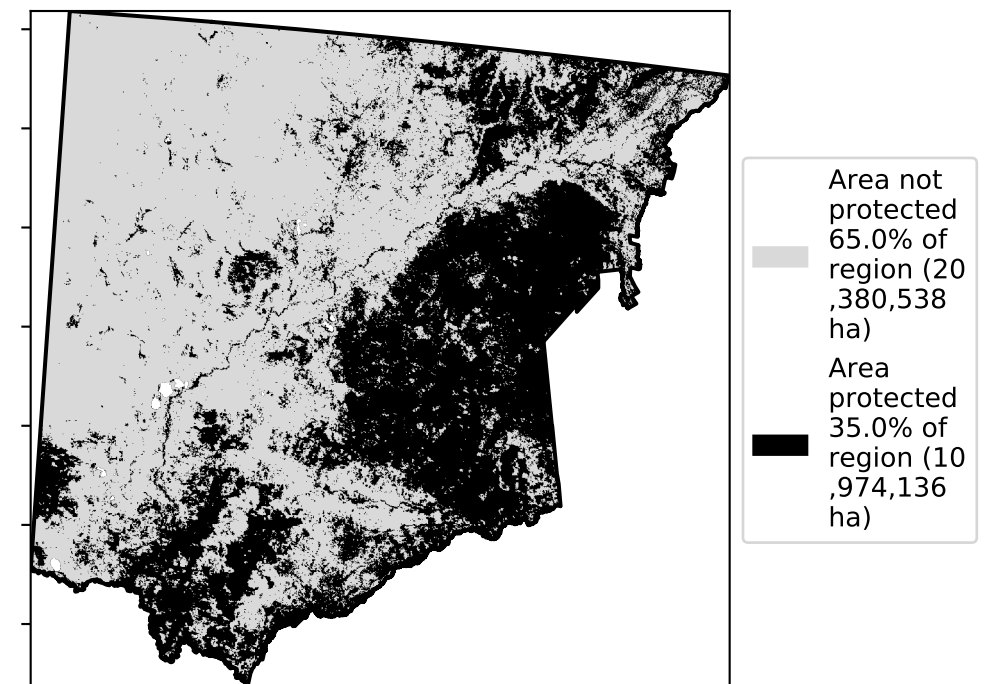 Area not
protected
65.0% of
region (20
,380,538
ha)
Area
protected
35.0% of
region (10
,974,136
ha)